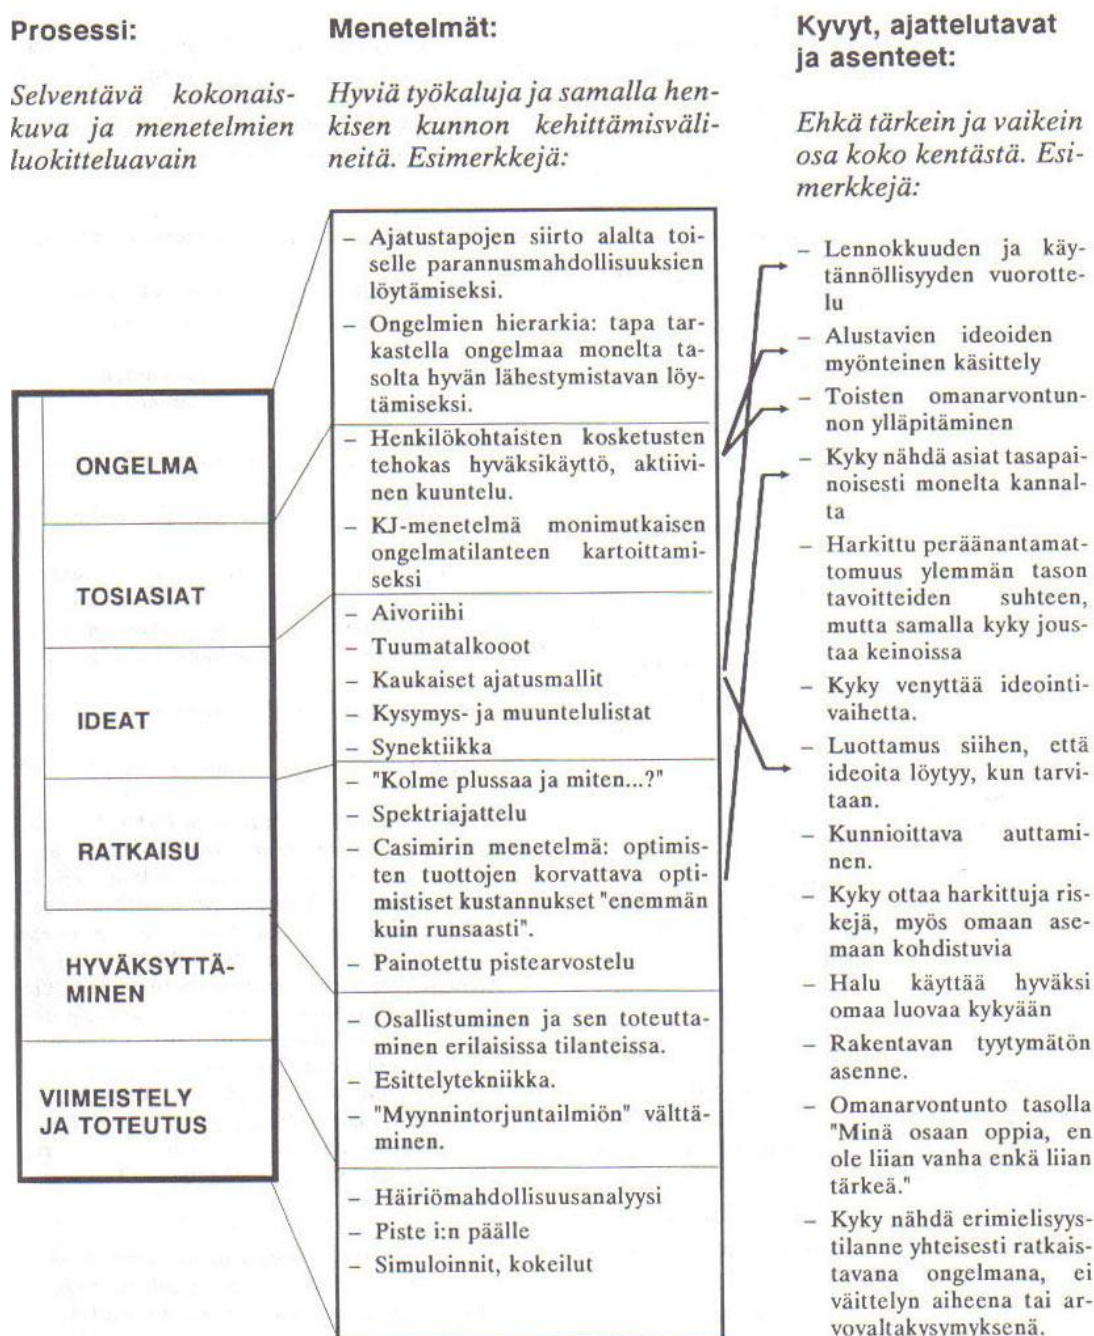 Prosessi:
Selventävä kokonais-
kuva ja menetelmien
luokitteluavain
ONGELMA
TOSIASIAT
IDEAT
RATKAISU
HYVÄKSYTTÄ-
MINEN
VIIMEISTELY
JA TOTEUTUS
Menetelmät:
Hyviä työkaluja ja samalla hen-
kisen kunnon kehittämisväli-
neitä. Esimerkkejä:
– Ajatustapojen siirto alalta toi-
selle parannusmahdollisuuksien
löytämiseksi.
– Ongelmien hierarkia: tapa tar-
kastella ongelmaa monelta ta-
solta hyvän lähestymistavan löy-
tämiseksi.
– Henkilökohtaisten kosketusten
tehokas hyväksikäyttö, aktiivi-
nen kuuntelu.
– KJ-menetelmä monimutkaisen
ongelmatilanteen kartoittami-
seksi
– Aivoriihi
– Tuumatalkooot
– Kaukaiset ajatusmallit
– Kysymys- ja muuntelulistat
– Synektiikka
– "Kolme plussaa ja miten...?"
– Spektriajattelu
– Casimirin menetelmä: optimis-
ten tuottojen korvattava opti-
mistiset kustannukset "enemmän
kuin runsaasti".
– Painotettu pistearvostelu
– Osallistuminen ja sen toteutta-
minen erilaisissa tilanteissa.
– Esittelytekniikka.
– "Myynnintorjuntailmiön" välttä-
minen.
– Häiriömahdollisuusanalyysi
– Piste i:n päälle
– Simuloinnit, kokeilut
Kyvyt, ajattelutavat
ja asenteet:
Ehkä tärkein ja vaikein
osa koko kentästä. Esi-
merkkejä:
– Lennokkuuden ja käy-
tännöllisyyden vuorotte-
lu
– Alustavien ideoiden
myönteinen käsittely
– Toisten omanarvontun-
non ylläpitäminen
– Kyky nähdä asiat tasapai-
noisesti monelta kannal-
ta
– Harkittu peräänantamat-
tomuus ylemmän tason
tavoitteiden suhteen,
mutta samalla kyky jous-
taa keinoissa
– Kyky venyttää ideointi-
vaihetta.
– Luottamus siihen, että
ideoita löytyy, kun tarvi-
taan.
– Kunnioittava auttami-
nen.
– Kyky ottaa harkittuja ris-
kejä, myös omaan ase-
maan kohdistuvia
– Halu käyttää hyväksi
omaa luovaa kykyään
– Rakentavan tyytymätön
asenne.
– Omanarvontunto tasolla
"Minä osaan oppia, en
ole liian vanha enkä liian
tärkeä."
– Kyky nähdä erimielisyys-
tilanne yhteisesti ratkais-
tavana ongelmana, ei
väittelyn aiheena tai ar-
vovaltakysymyksenä.